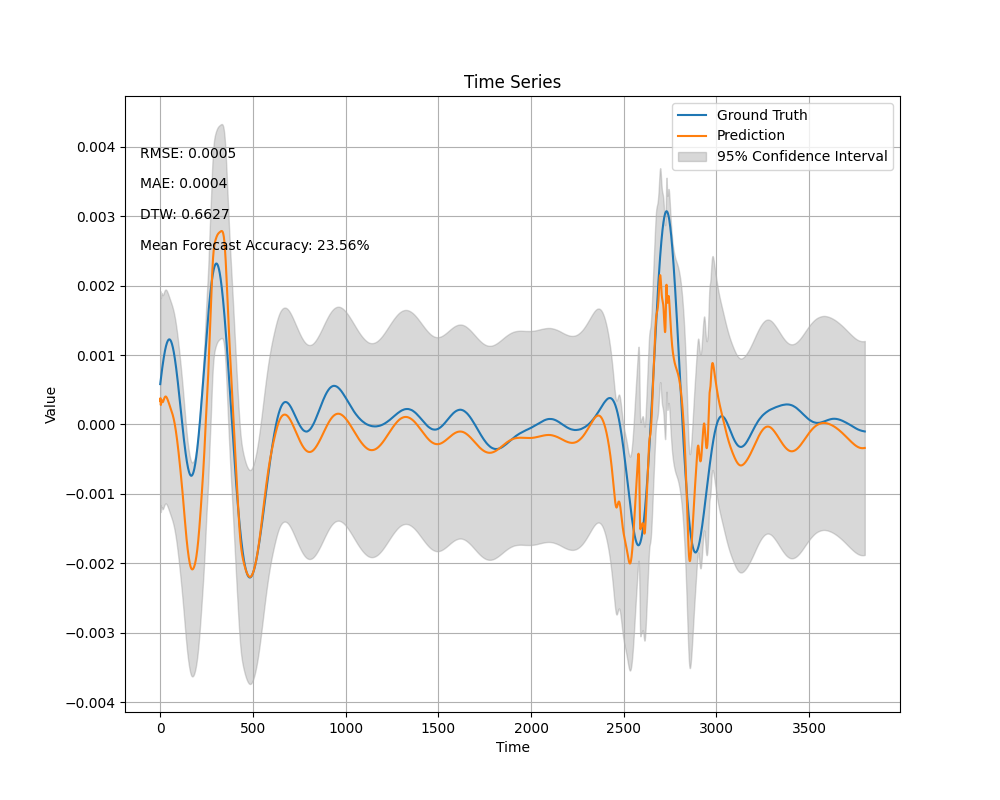 Time Series
Ground Truth
Prediction
95% Confidence Interval
RMSE: 0.0005
MAE: 0.0004
DTW: 0.6627
Mean Forecast Accuracy: 23.56%
Value
0.004
0.003
0.002
0.001
0.000
−0.001
−0.002
−0.003
−0.004
0 500 1000 1500 2000 2500 3000 3500
Time